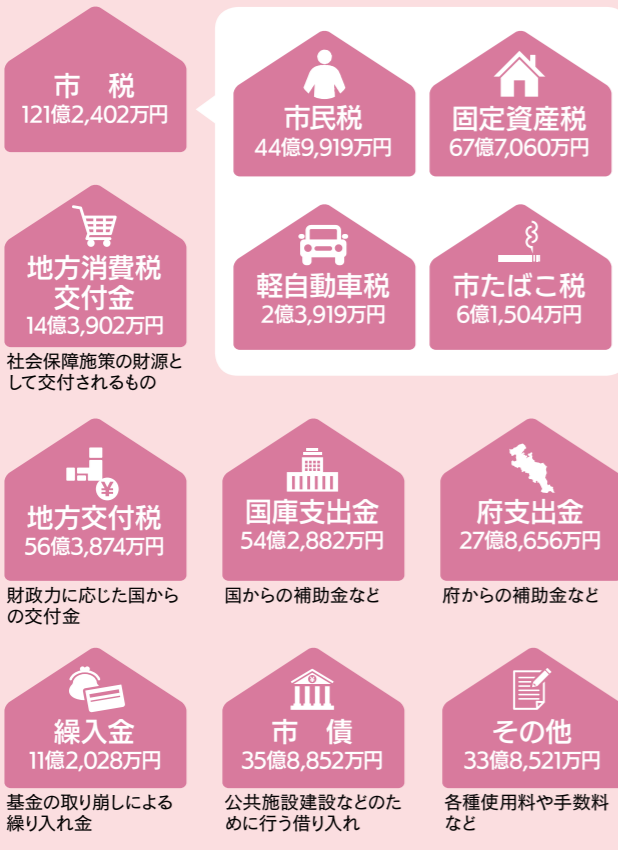 市　税
121億2,402万円
市民税
44億9,919万円
固定資産税
67億7,060万円
軽自動車税
2億3,919万円
市たばこ税
6億1,504万円
地方消費税
交付金
14億3,902万円
社会保障施策の財源と
して交付されるもの
¥
地方交付税
56億3,874万円
財政力に応じた国から
の交付金
国庫支出金
54億2,882万円
国からの補助金など
府支出金
27億8,656万円
府からの補助金など
繰入金
11億2,028万円
基金の取り崩しによる
繰り入れ金
¥
市　債
35億8,852万円
公共施設建設などのた
めに行う借り入れ
その他
33億8,521万円
各種使用料や手数料
など